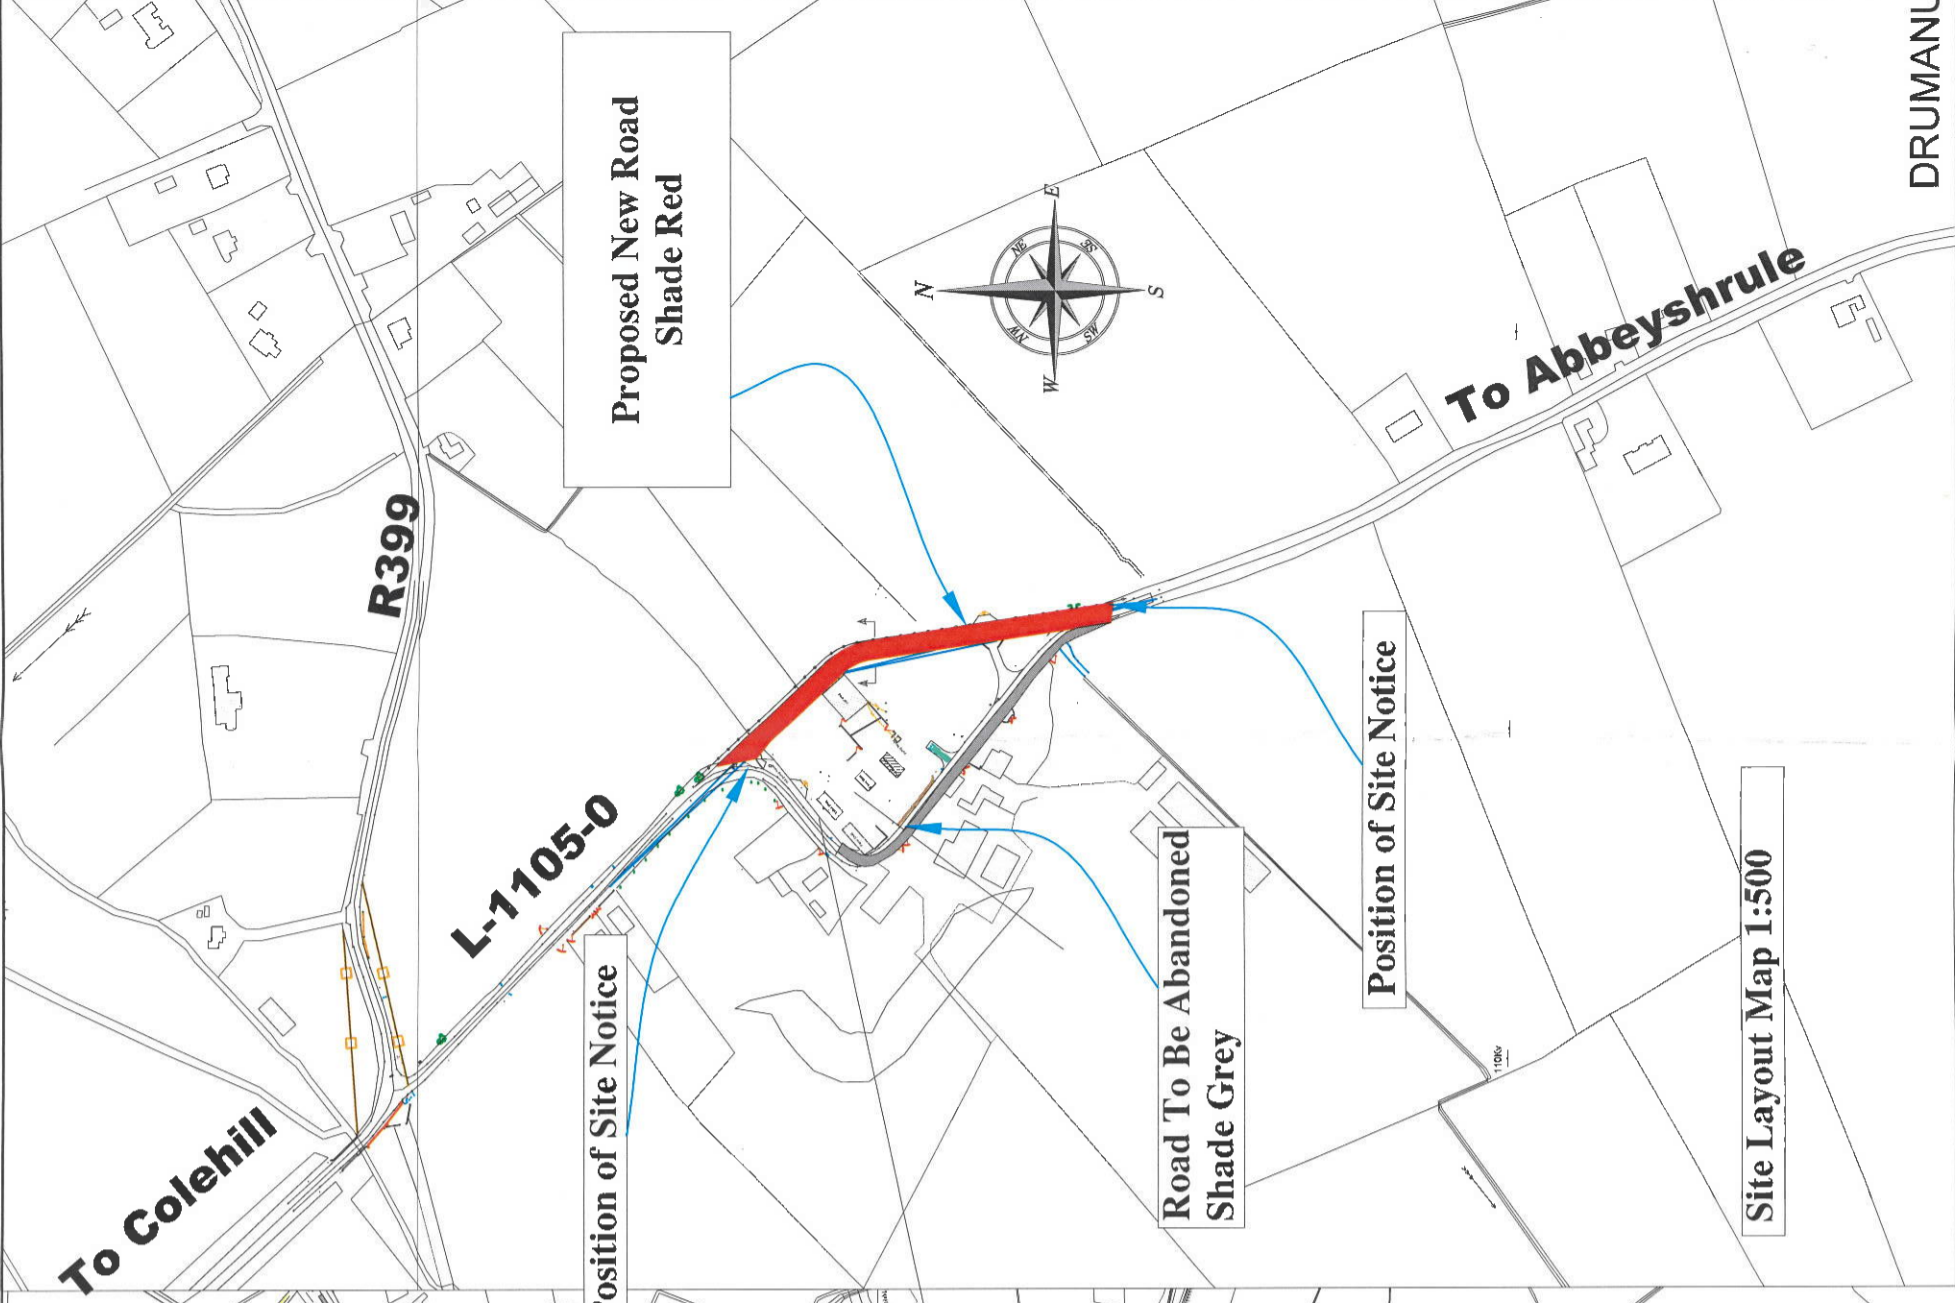 Proposed New Road
Shade Red
R399
L-1105-0
To Colehill
To Abbeyshrule
N
NE
E
SE
S
SW
W
NW
Position of Site Notice
Position of Site Notice
Road To Be Abandoned
Shade Grey
Site Layout Map 1:500
110Kv